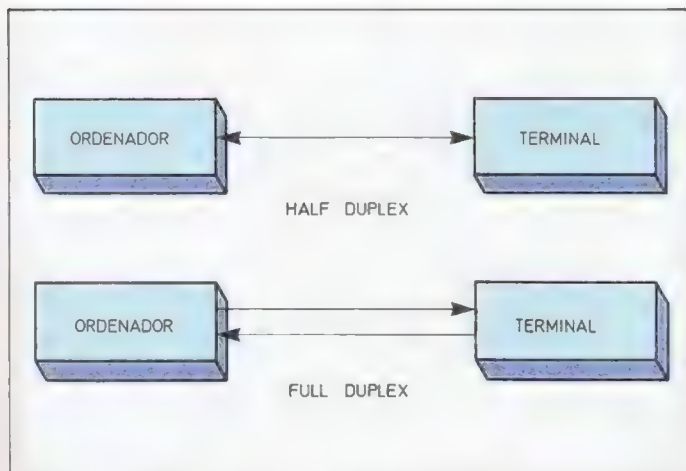 ORDENADOR
TERMINAL
HALF DUPLEX
ORDENADOR
TERMINAL
FULL DUPLEX